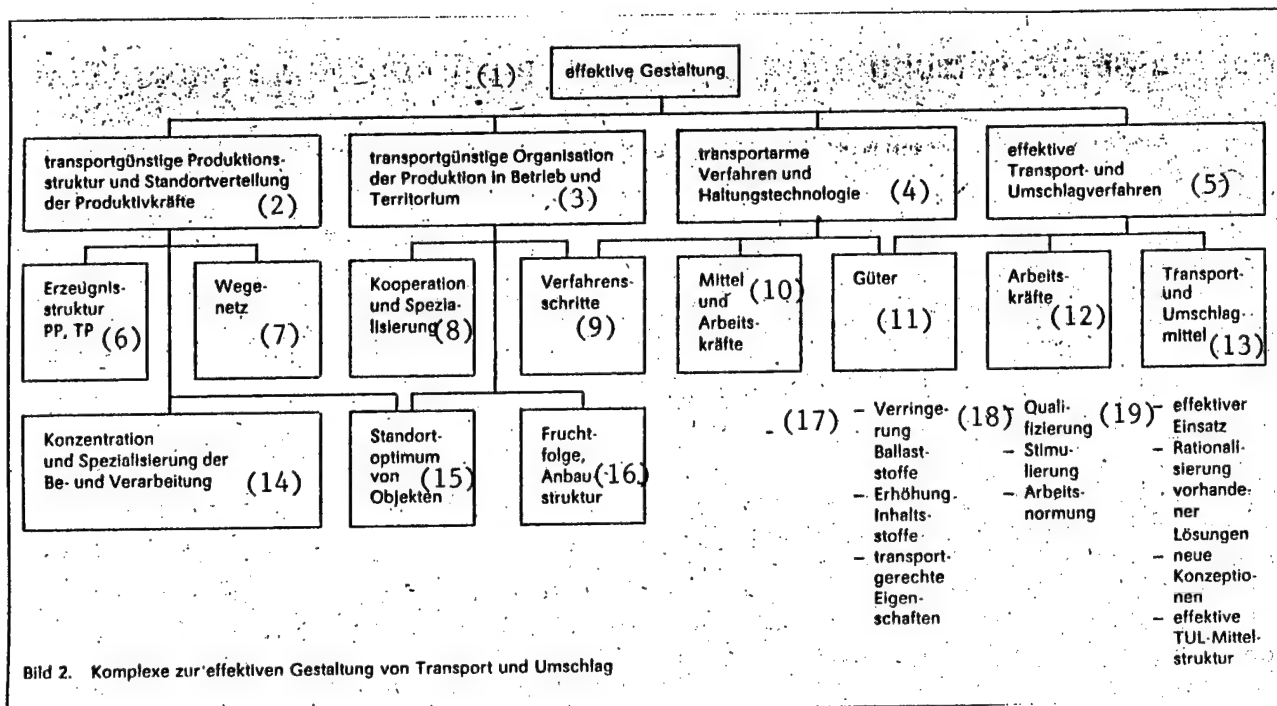 (1) effektive Gestaltung
transportgünstige Produktions-
struktur und Standortverteilung
der Produktivkräfte (2)
transportgünstige Organisation
der Produktion in Betrieb und
Territorium (3)
transportarme
Verfahren und
Haltungstechnologie (4)
effektive
Transport- und
Umschlagverfahren (5)
Erzeugnis-
struktur
PP, TP (6)
Wege-
netz
(7)
Kooperation
und Spezia-
lisierung (8)
Verfahrens-
schritte
(9)
Mittel (10)
und
Arbeits-
kräfte
Güter
(11)
Arbeits-
kräfte
(12)
Transport-
und
Umschlag-
mittel (13)
Konzentration
und Spezialisierung der
Be- und Verarbeitung (14)
Standort-
optimum
von (15)
Objekten
Frucht-
folge,
Anbau- (16)
struktur
(17) – Verringe-
rung
Ballast-
stoffe
– Erhöhung
Inhalts-
stoffe
– transport-
gerechte
Eigen-
schaften
(18) – Quali-
fizierung
– Stimu-
lierung
– Arbeits-
normung
(19) – effektiver
Einsatz
– Rationali-
sierung
vorhande-
ner
Lösungen
– neue
Konzeptio-
nen
– effektive
TUL-Mittel-
struktur
Bild 2. Komplexe zur effektiven Gestaltung von Transport und Umschlag